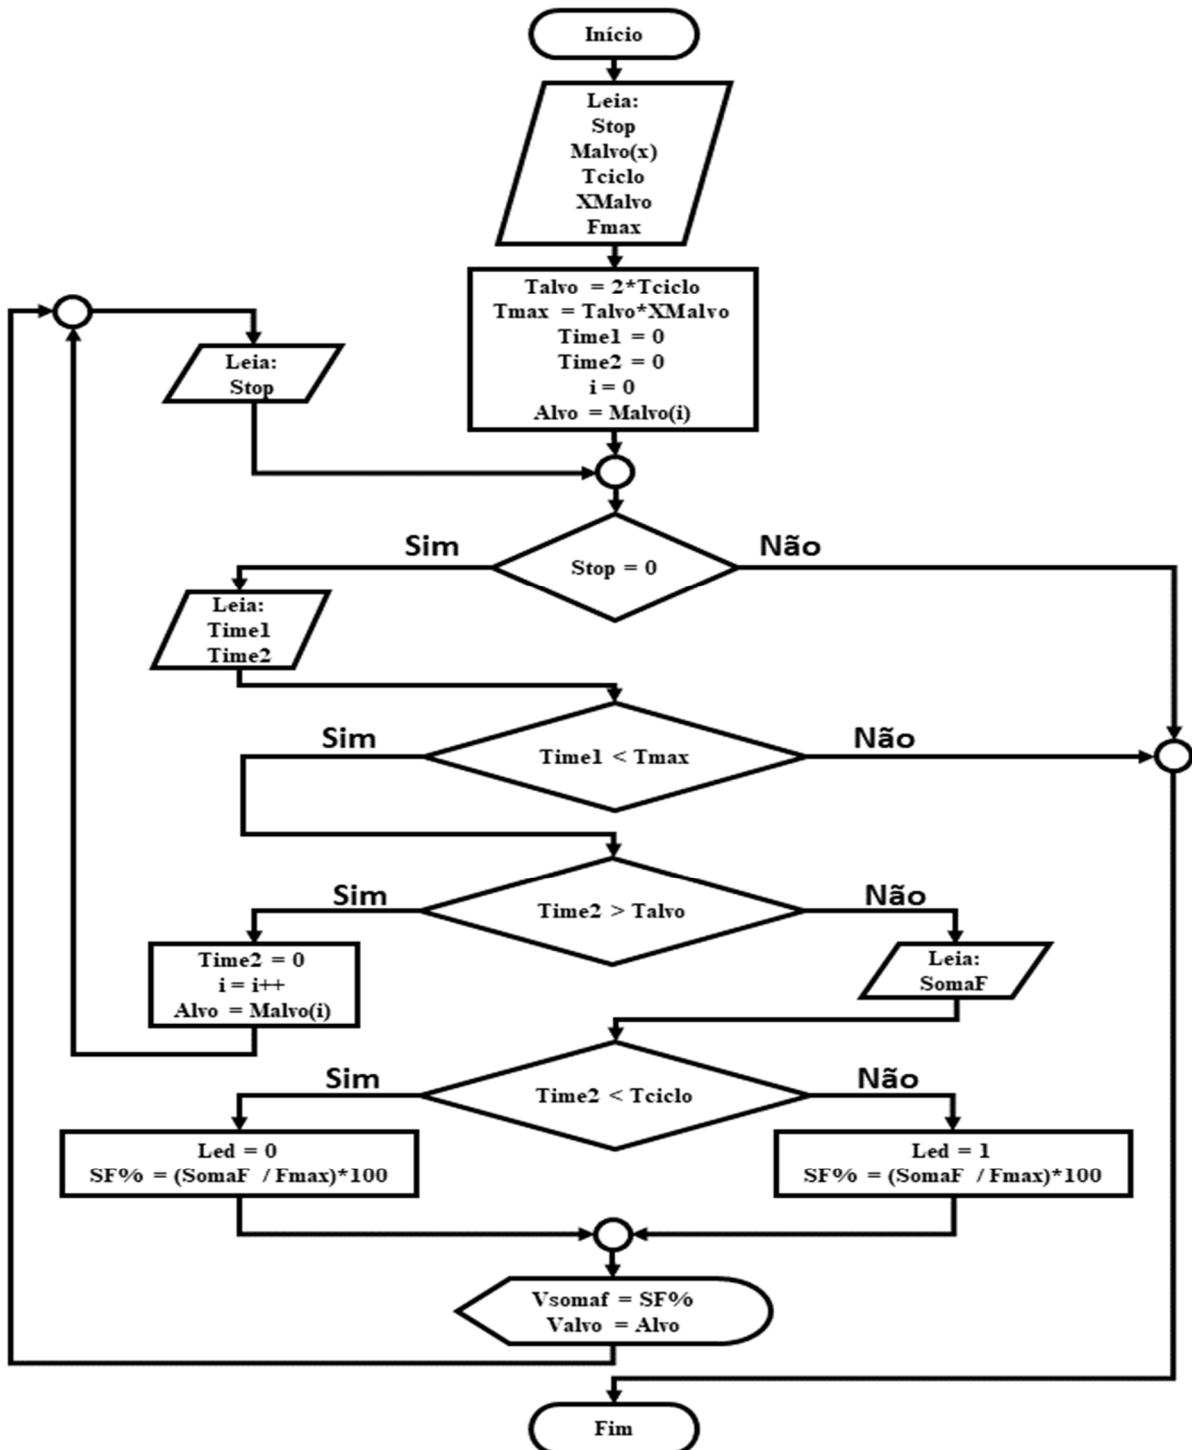 Início
Leia:
Stop
Malvo(x)
Tciclo
XMalvo
Fmax
Talvo = 2*Tciclo
Tmax = Talvo*XMalvo
Time1 = 0
Time2 = 0
i = 0
Alvo = Malvo(i)
Leia:
Stop
Sim
Não
Stop = 0
Leia:
Time1
Time2
Sim
Não
Time1 < Tmax
Sim
Não
Time2 > Talvo
Time2 = 0
i = i++
Alvo = Malvo(i)
Leia:
SomaF
Sim
Não
Time2 < Tciclo
Led = 0
SF% = (SomaF / Fmax)*100
Led = 1
SF% = (SomaF / Fmax)*100
Vsomaf = SF%
Valvo = Alvo
Fim